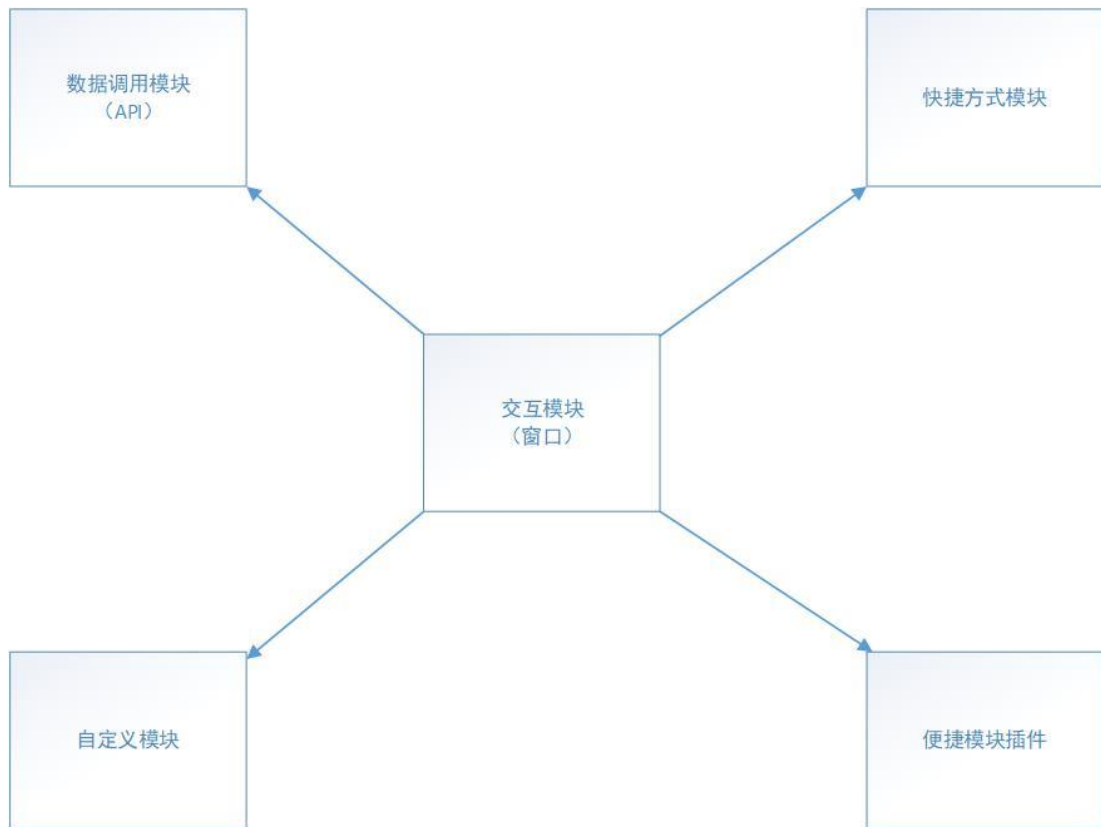 数据调用模块
（API）
快捷方式模块
交互模块
（窗口）
自定义模块
便捷模块插件